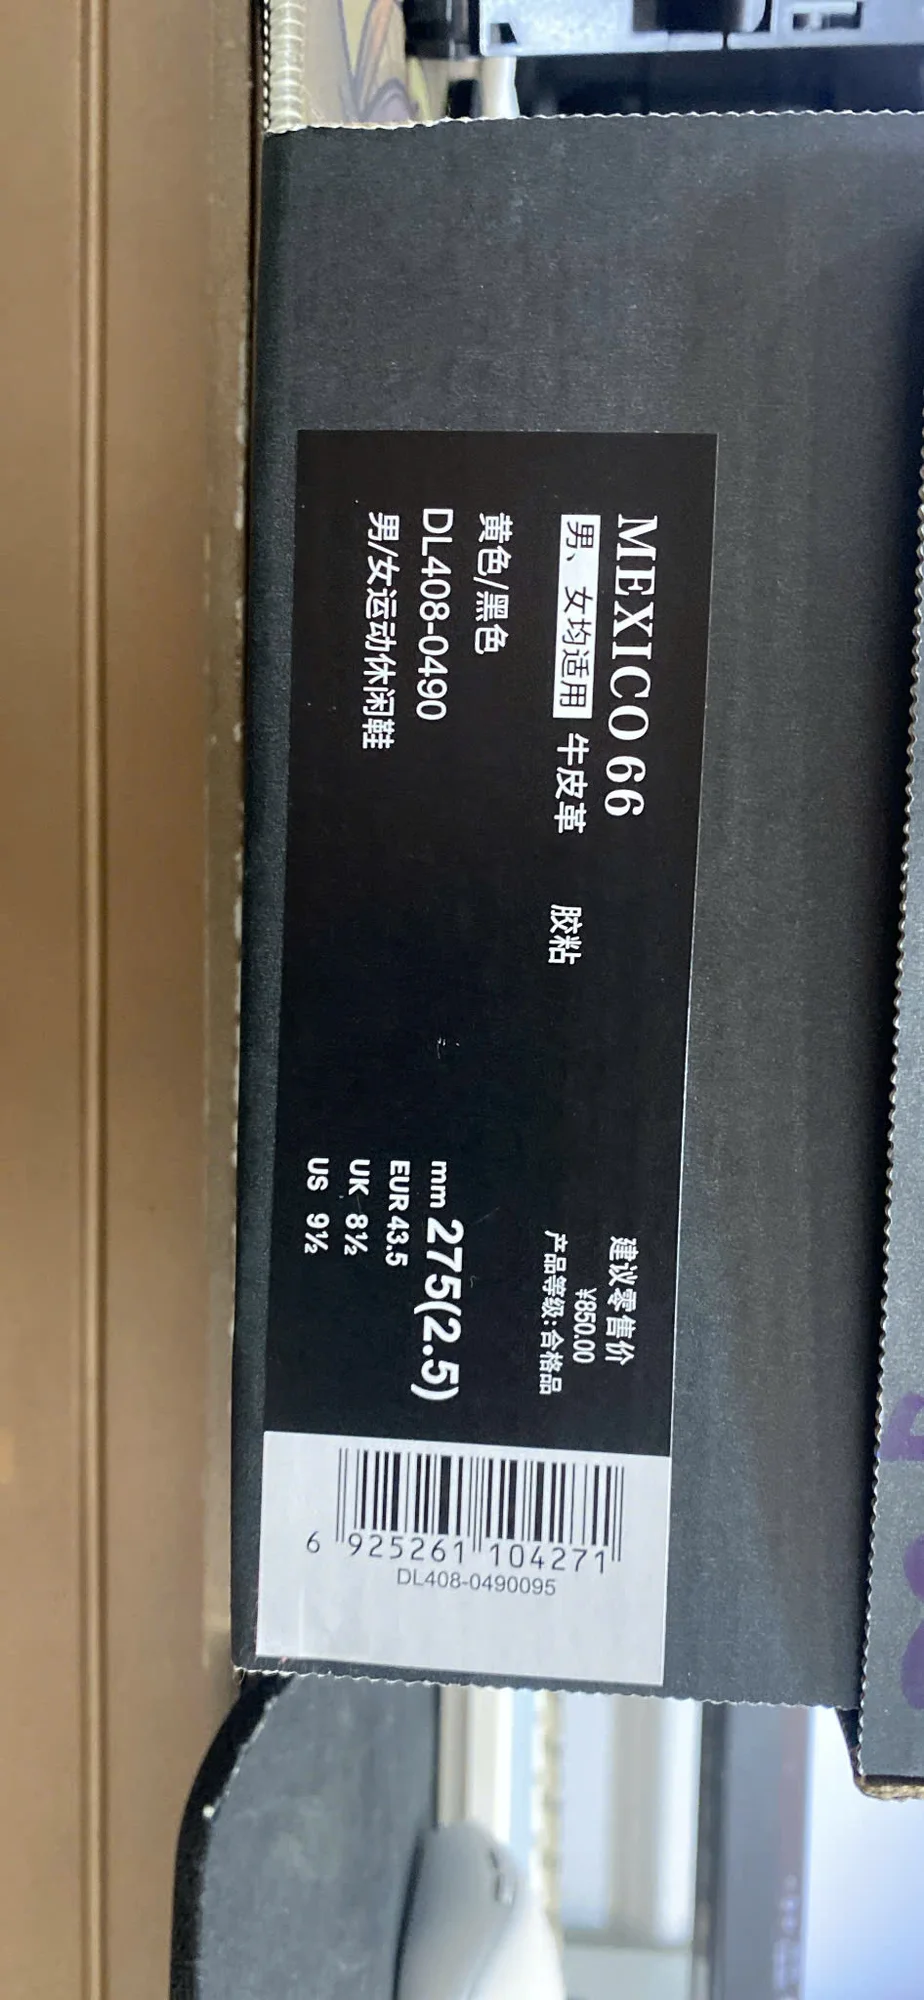 MEXICO 66
男、女均适用 牛皮革 胶粘
黄色/黑色
DL408-0490
男/女运动休闲鞋
建议零售价
¥850.00
产品等级:合格品
mm 275(2.5)
EUR 43.5
UK 8½
US 9½
6 925261 104271
DL408-0490095